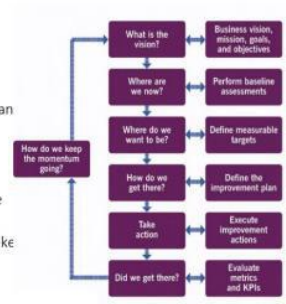 What is the
vision?
Business vision,
mission, goals,
and objectives
Where are
we now?
Perform baseline
assessments
an
Where do we
want to be?
Define measurable
targets
How do we keep
the momentum
going?
How do we
get there?
Define the
improvement plan
Take
action
Execute
improvement
actions
ke
Did we get there?
Evaluate
metrics
and KPIs